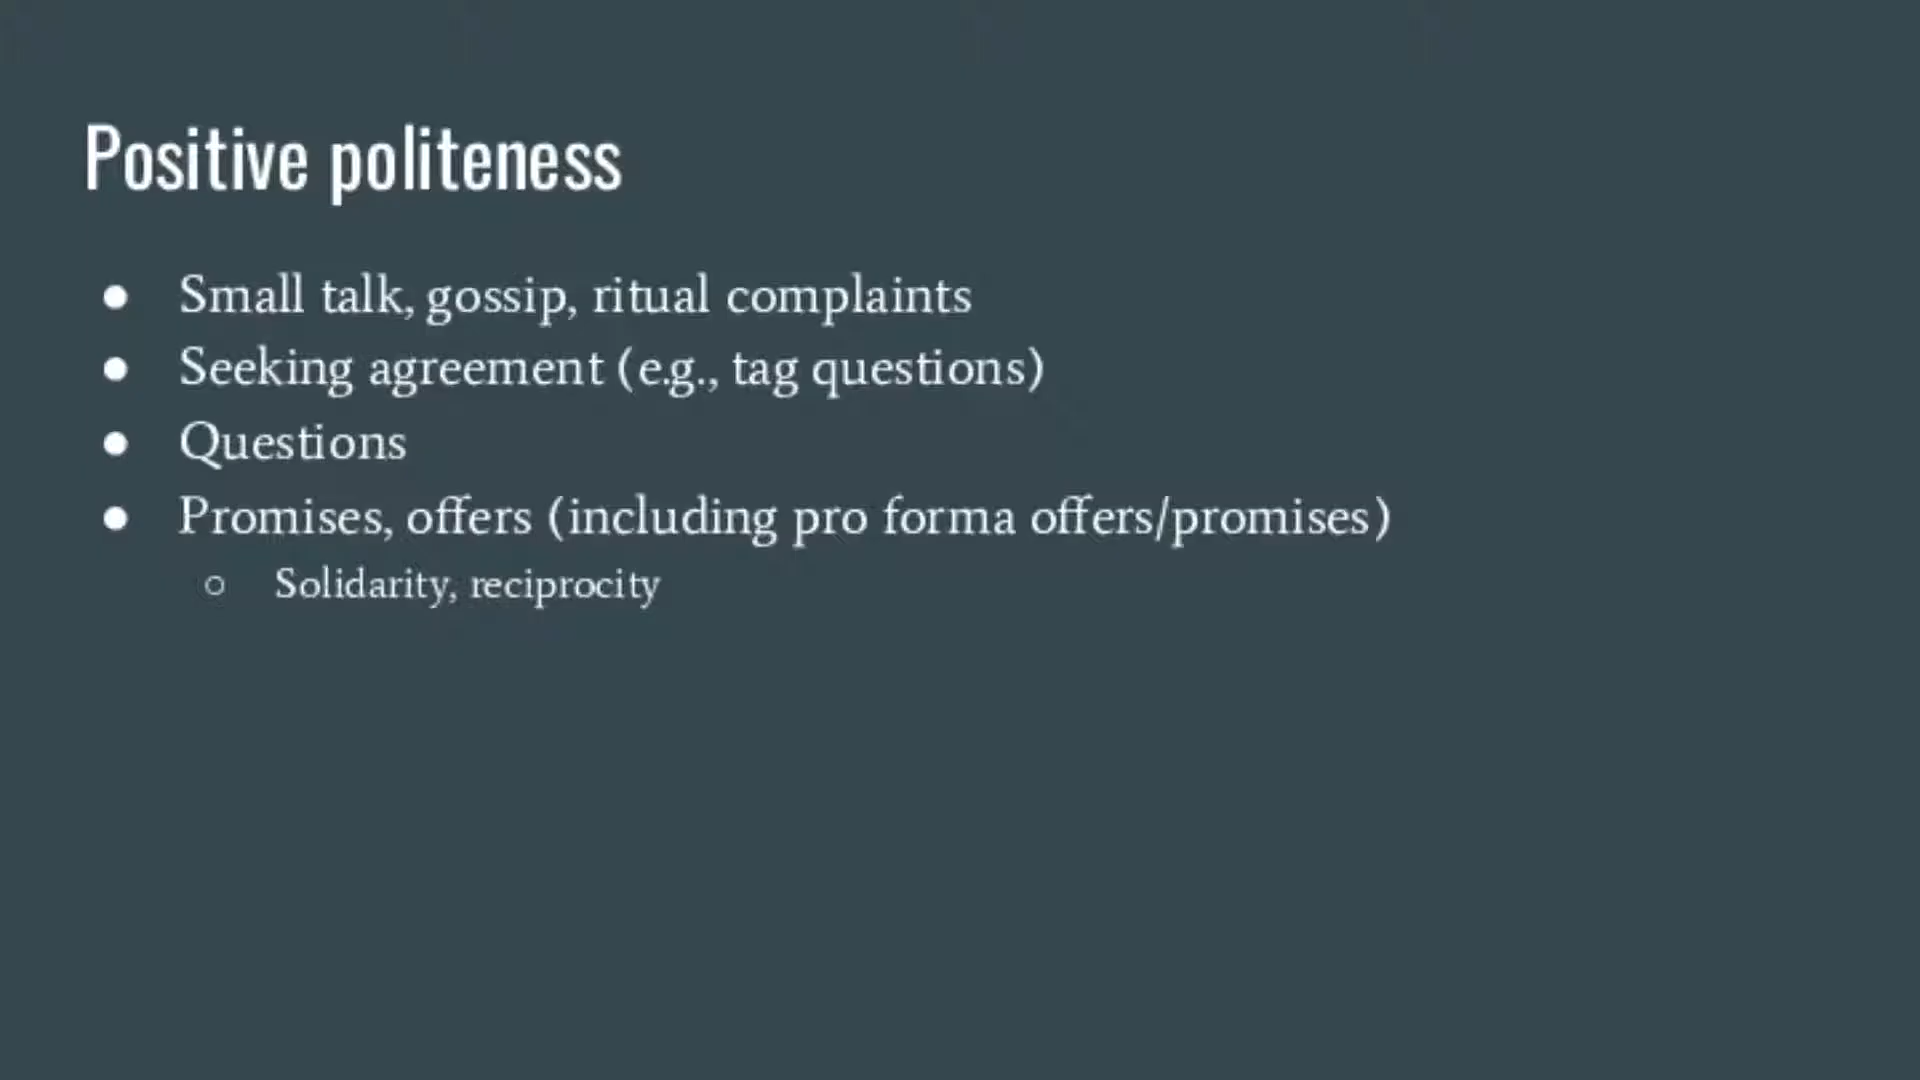 Positive politeness
● Small talk, gossip, ritual complaints
● Seeking agreement (e.g., tag questions)
● Questions
● Promises, offers (including pro forma offers/promises)
○ Solidarity, reciprocity